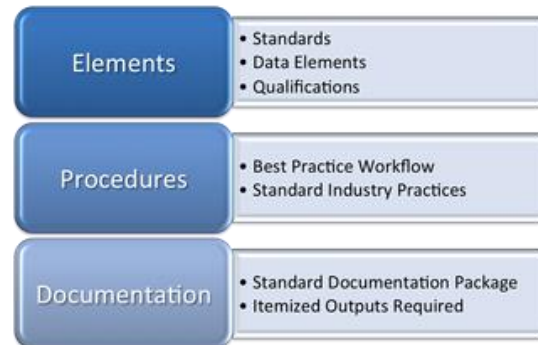 Elements
• Standards
• Data Elements
• Qualifications
Procedures
• Best Practice Workflow
• Standard Industry Practices
Documentation
• Standard Documentation Package
• Itemized Outputs Required